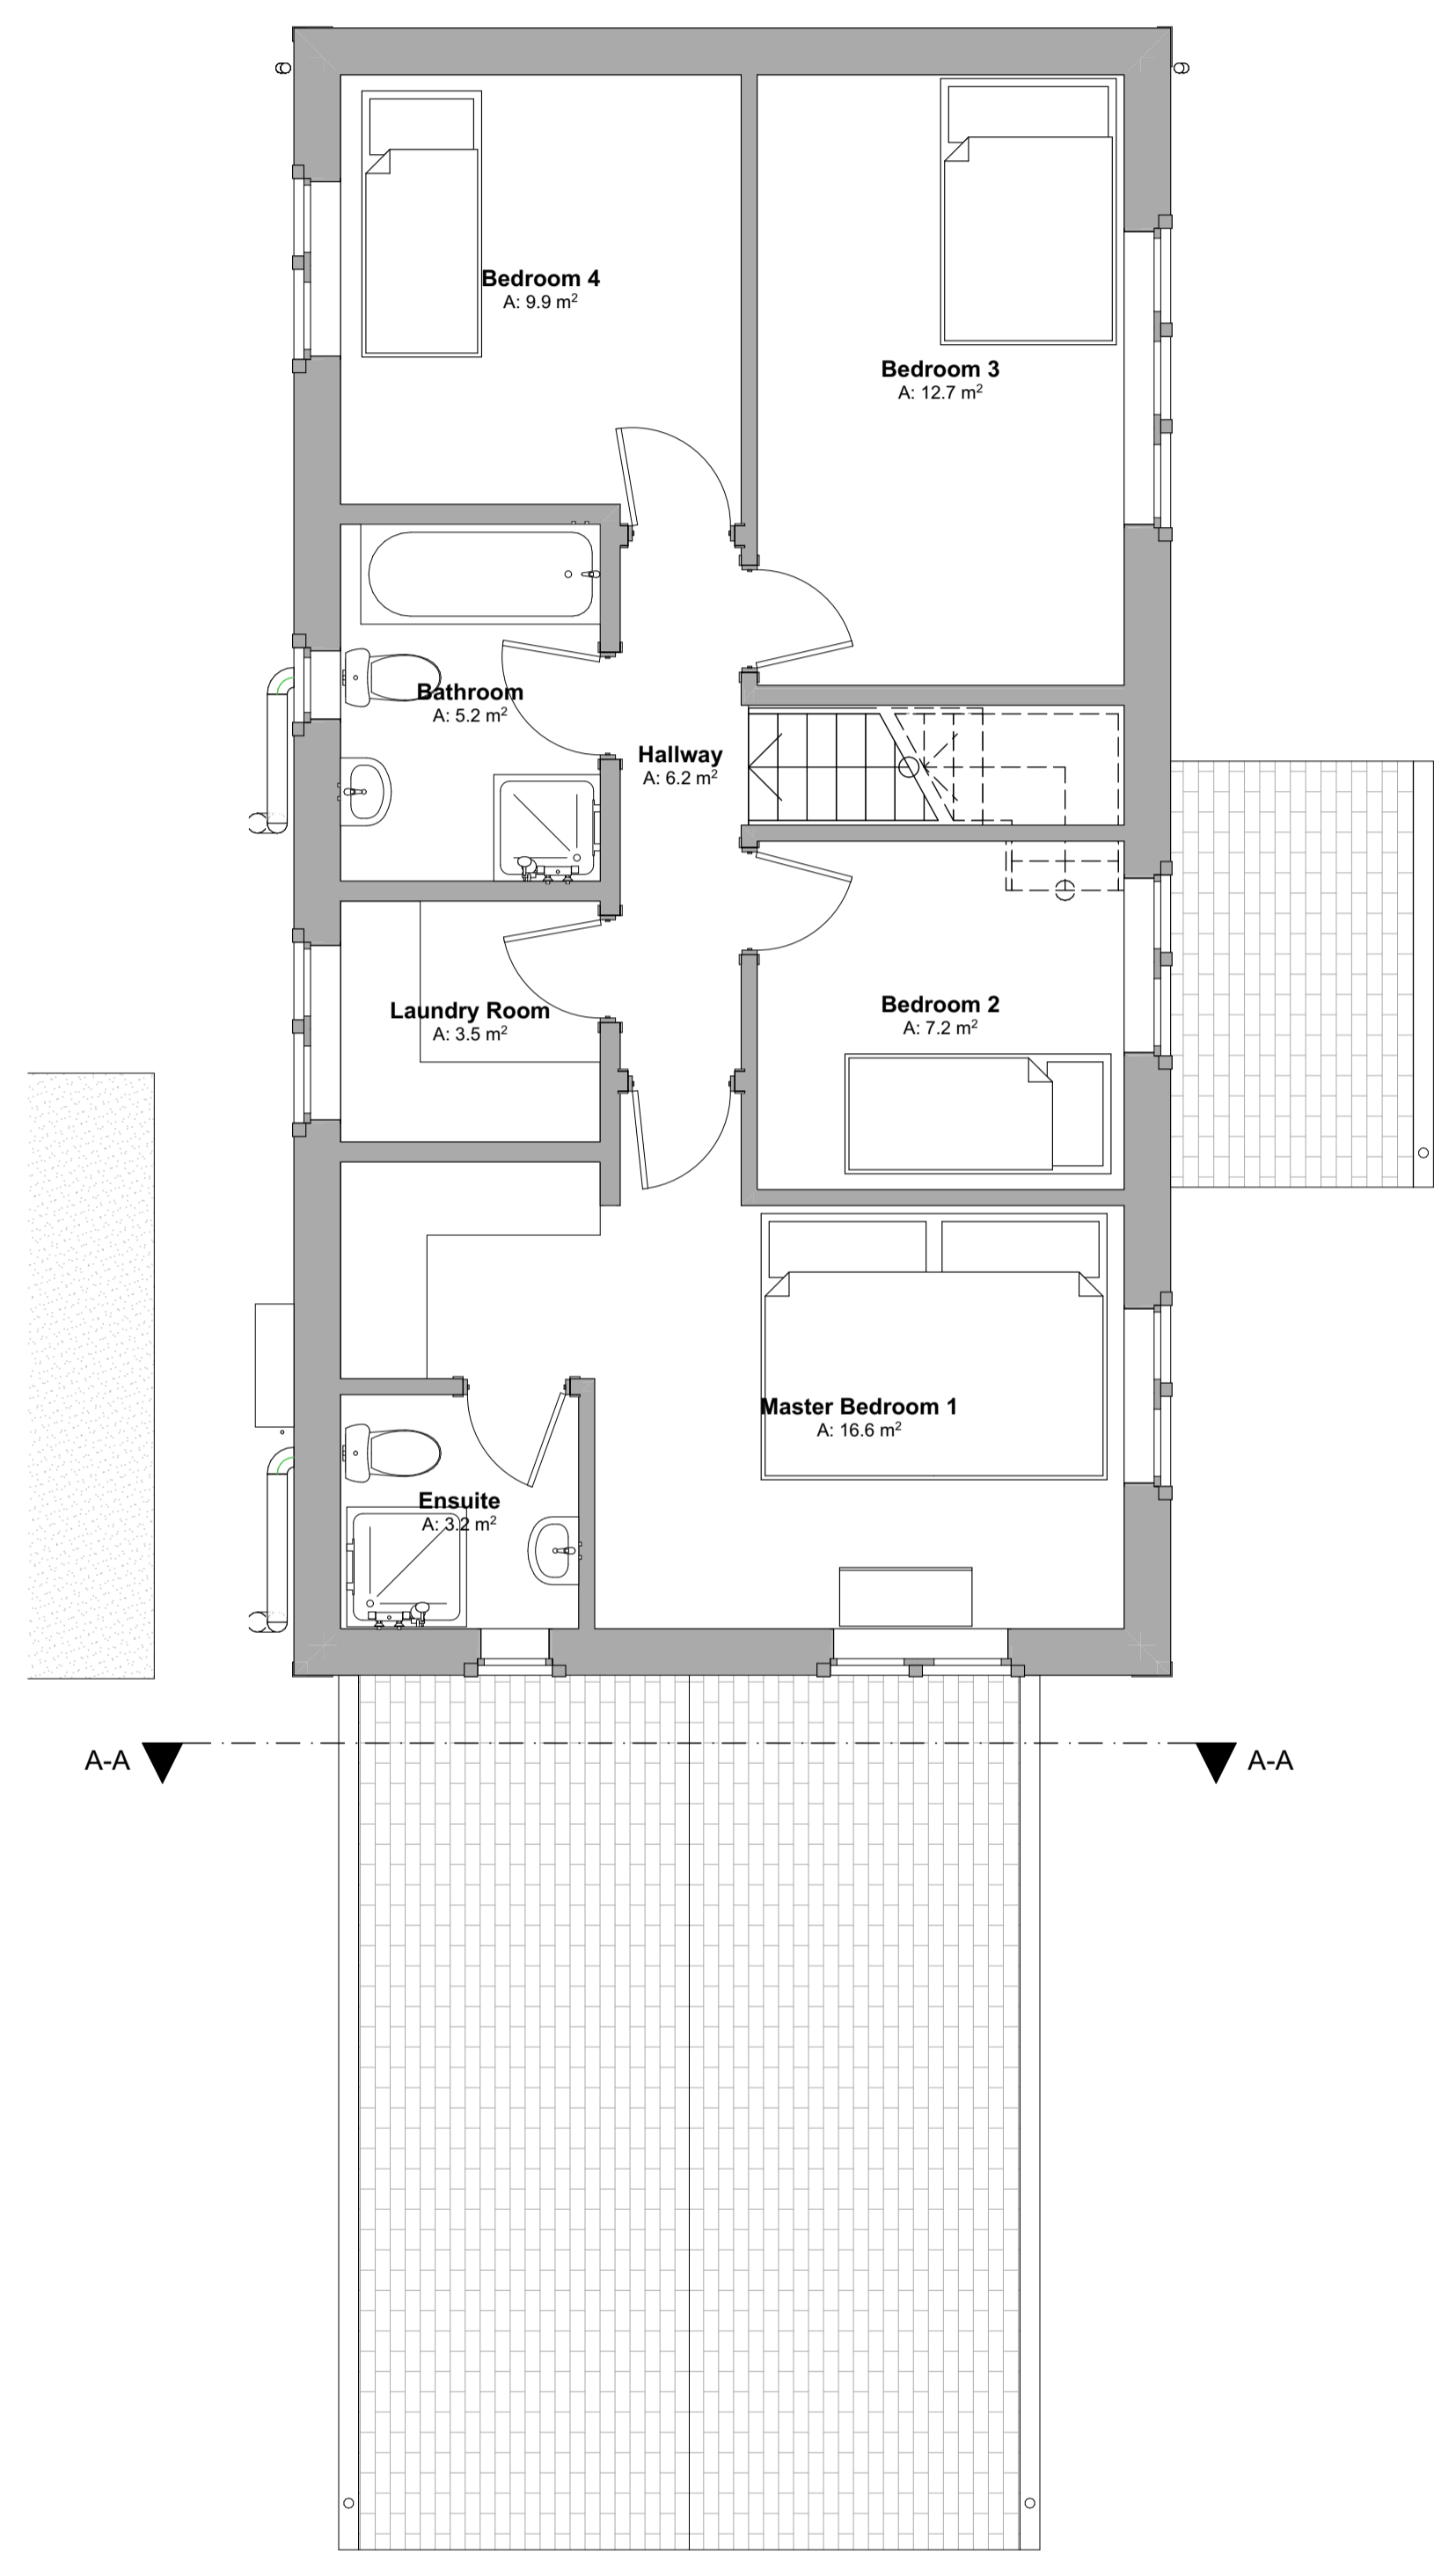 Bedroom 4
A: 9.9 m²
Bedroom 3
A: 12.7 m²
Bathroom
A: 5.2 m²
Hallway
A: 6.2 m²
Laundry Room
A: 3.5 m²
Bedroom 2
A: 7.2 m²
Master Bedroom 1
A: 16.6 m²
Ensuite
A: 3.2 m²
A-A
A-A